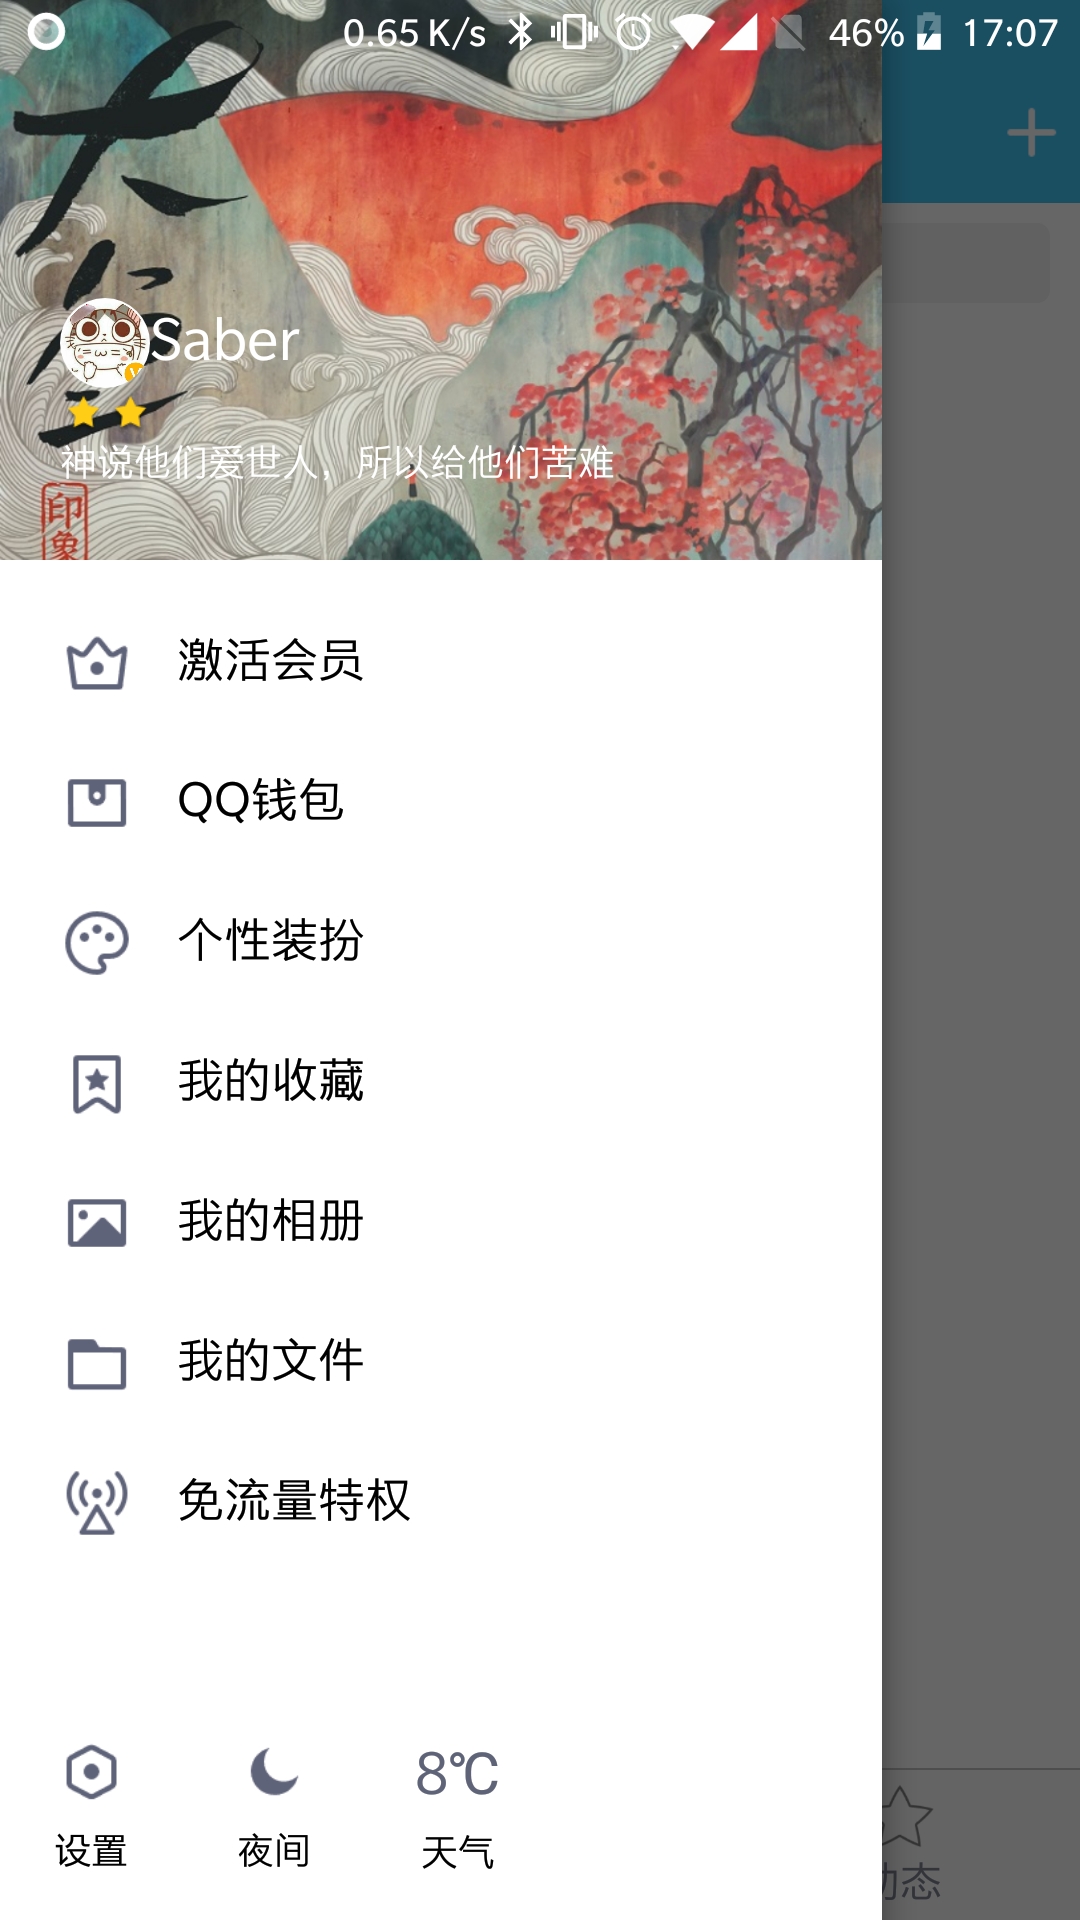 0.65 K/s 46% 17:07
大鱼
Saber
神说他们爱世人，所以给他们苦难
印象
激活会员
QQ钱包
个性装扮
我的收藏
我的相册
我的文件
免流量特权
8℃
设置 夜间 天气
动态